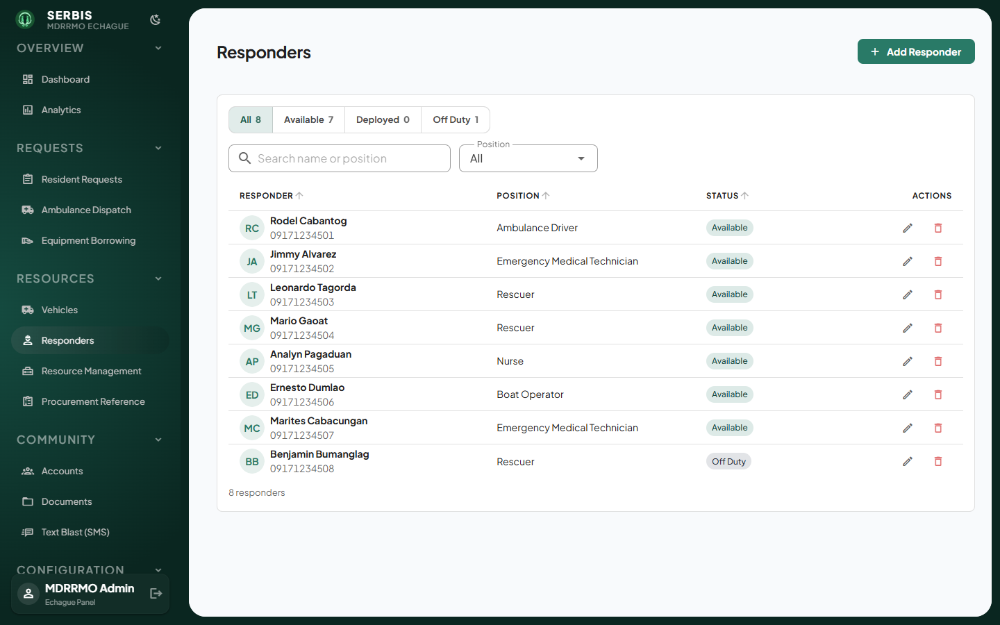 SERBIS
MDRRMO ECHAGUE
OVERVIEW
Dashboard
Analytics
REQUESTS
Resident Requests
Ambulance Dispatch
Equipment Borrowing
RESOURCES
Vehicles
Responders
Resource Management
Procurement Reference
COMMUNITY
Accounts
Documents
Text Blast (SMS)
CONFIGURATION
MDRRMO Admin
Echague Panel
Responders
+ Add Responder
All 8 Available 7 Deployed 0 Off Duty 1
Search name or position
Position
All
RESPONDER POSITION STATUS ACTIONS
RC Rodel Cabantog Ambulance Driver Available
09171234501
JA Jimmy Alvarez Emergency Medical Technician Available
09171234502
LT Leonardo Tagorda Rescuer Available
09171234503
MG Mario Gaoat Rescuer Available
09171234504
AP Analyn Pagaduan Nurse Available
09171234505
ED Ernesto Dumlao Boat Operator Available
09171234506
MC Marites Cabacungan Emergency Medical Technician Available
09171234507
BB Benjamin Bumanglag Rescuer Off Duty
09171234508
8 responders